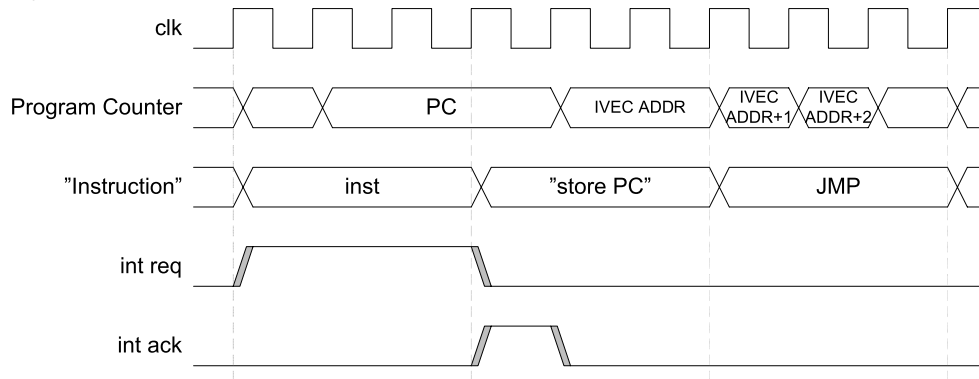 clk
Program Counter
PC
IVEC ADDR
IVEC
ADDR+1
IVEC
ADDR+2
”Instruction”
inst
”store PC”
JMP
int req
int ack